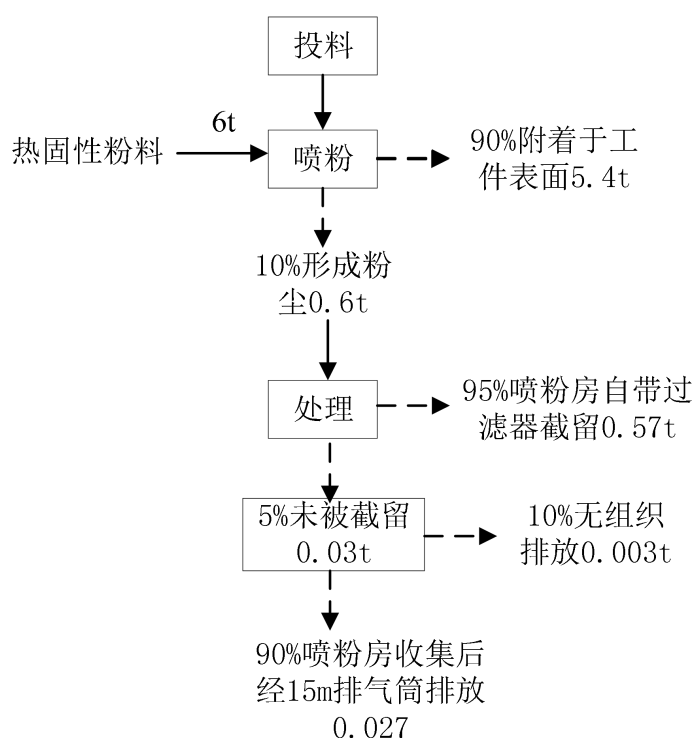 投料
6t
热固性粉料
喷粉
90%附着于工
件表面5.4t
10%形成粉
尘0.6t
处理
95%喷粉房自带过
滤器截留0.57t
5%未被截留
0.03t
10%无组织
排放0.003t
90%喷粉房收集后
经15m排气筒排放
0.027